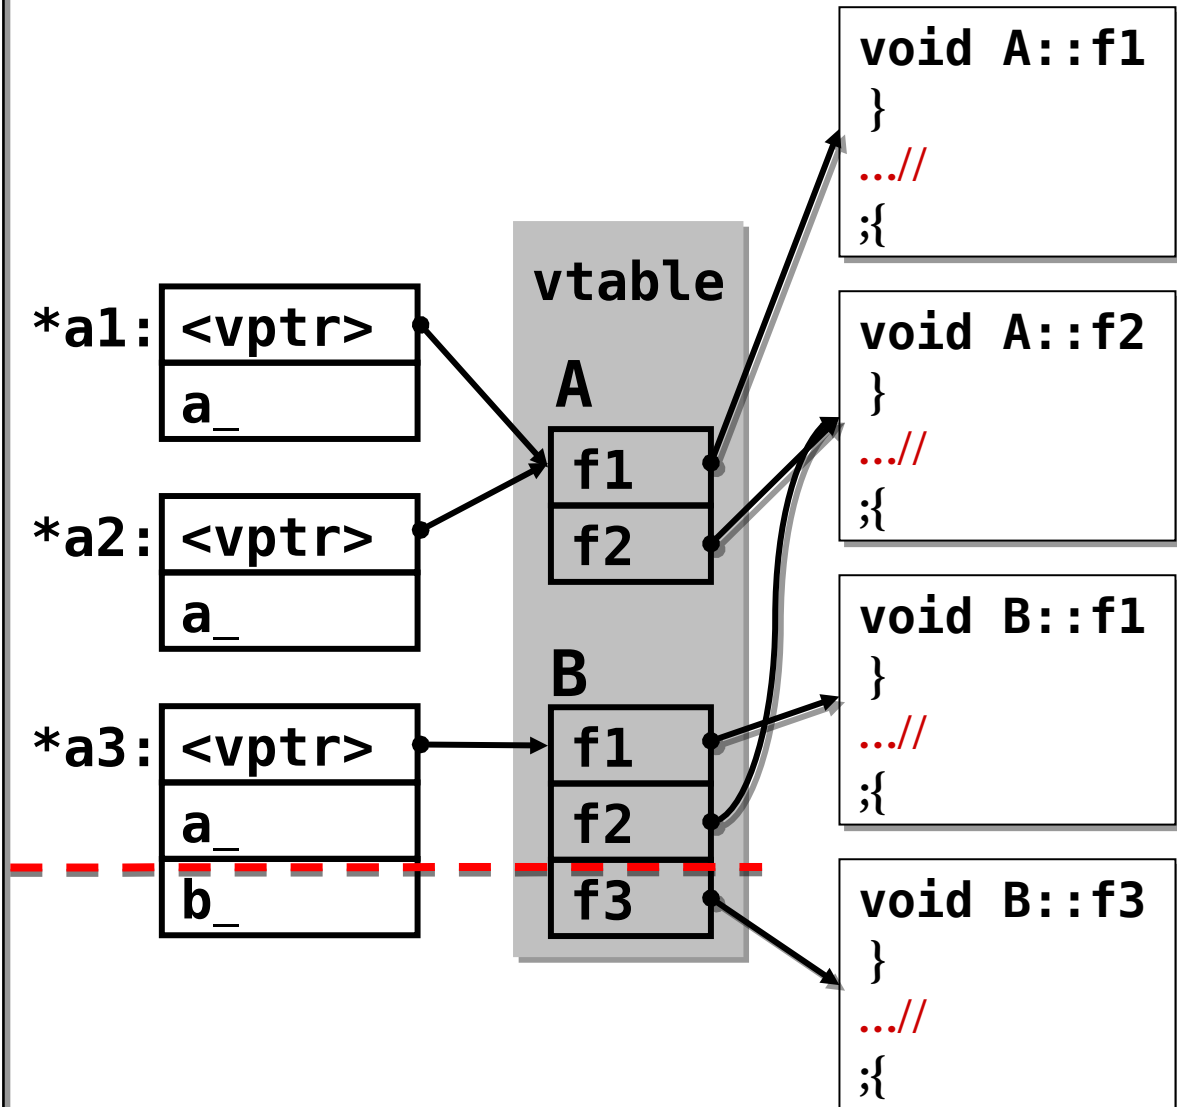 *a1:
<vptr>
a_
*a2:
<vptr>
a_
*a3:
<vptr>
a_
b_
vtable
A
f1
f2
B
f1
f2
f3
void A::f1
}
...//
;{
void A::f2
}
...//
;{
void B::f1
}
...//
;{
void B::f3
}
...//
;{